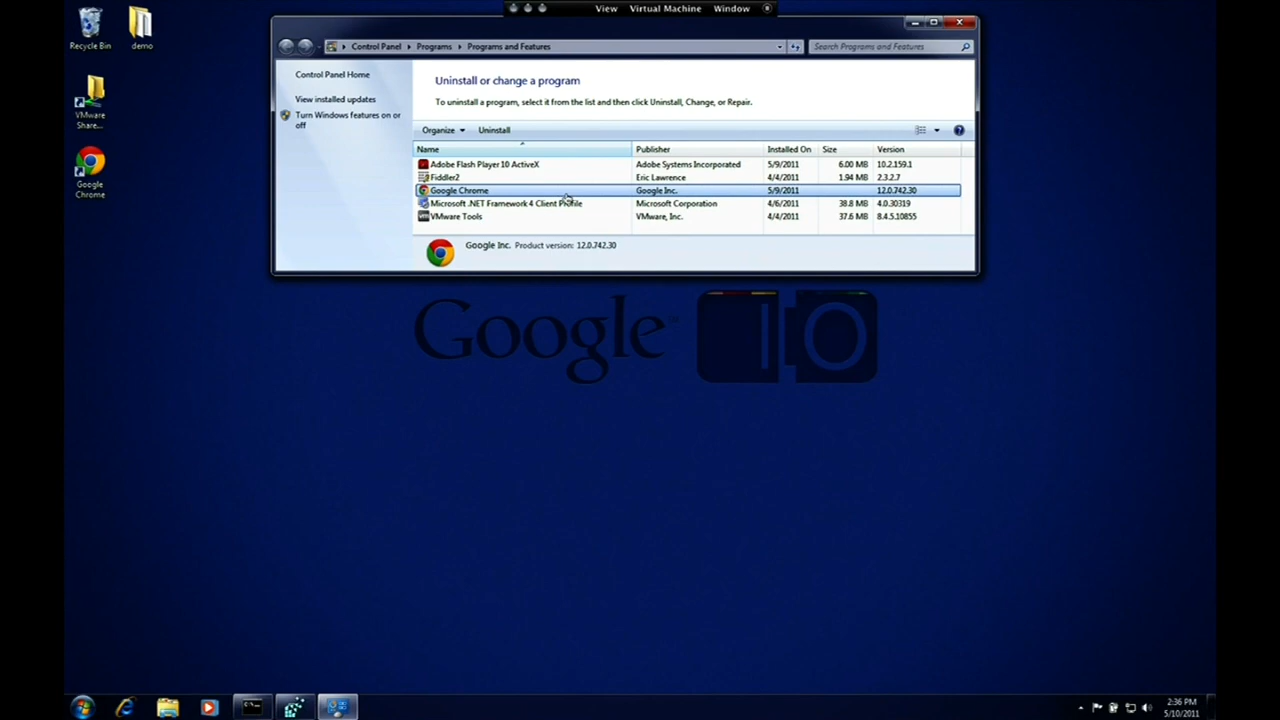 View Virtual Machine Window
Recycle Bin
demo
VMware Share...
Google Chrome
Control Panel Programs Programs and Features
Search Programs and Features
Control Panel Home
View installed updates
Turn Windows features on or off
Uninstall or change a program
To uninstall a program, select it from the list and then click Uninstall, Change, or Repair.
Organize Uninstall
Name Publisher Installed On Size Version
Adobe Flash Player 10 ActiveX Adobe Systems Incorporated 5/9/2011 6.00 MB 10.2.159.1
Fiddler2 Eric Lawrence 4/4/2011 1.94 MB 2.3.2.7
Google Chrome Google Inc. 5/9/2011 12.0.742.30
Microsoft .NET Framework 4 Client Profile Microsoft Corporation 4/6/2011 38.8 MB 4.0.30319
VMware Tools VMware, Inc. 4/4/2011 37.6 MB 8.4.5.10855
Google Inc. Product version: 12.0.742.30
Google IO
2:36 PM
5/10/2011